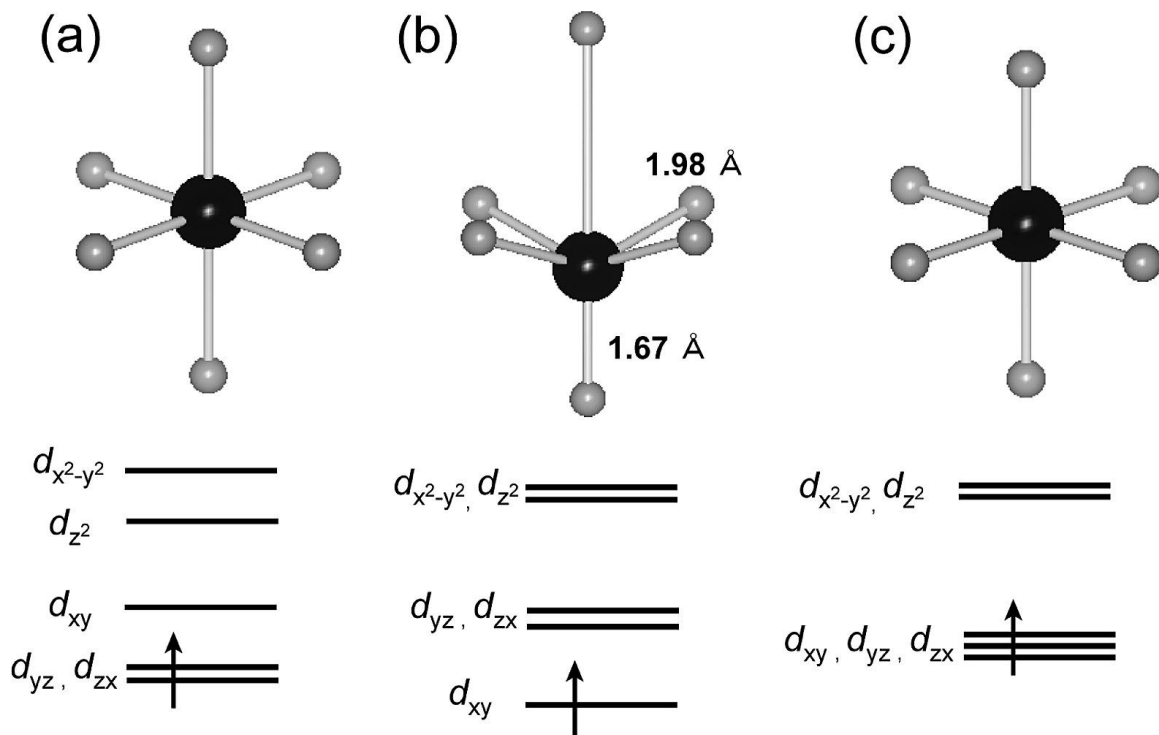 (a)
(b)
(c)
1.98 Å
1.67 Å
dx²-y²
dz²
dxy
dyz , dzx
dx²-y², dz²
dyz , dzx
dxy
dx²-y², dz²
dxy , dyz , dzx